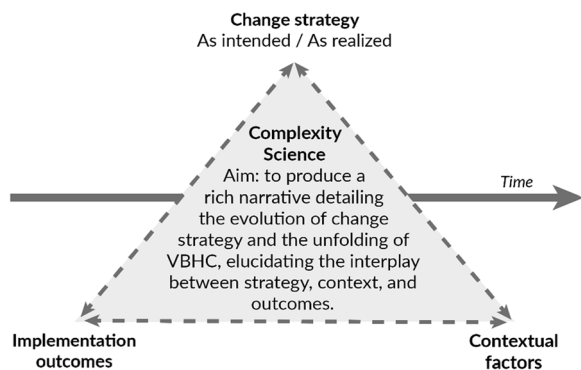 Change strategy
As intended / As realized
Complexity
Science
Aim: to produce a
rich narrative detailing
the evolution of change
strategy and the unfolding of
VBHC, elucidating the interplay
between strategy, context, and
outcomes.
Time
Implementation
outcomes
Contextual
factors